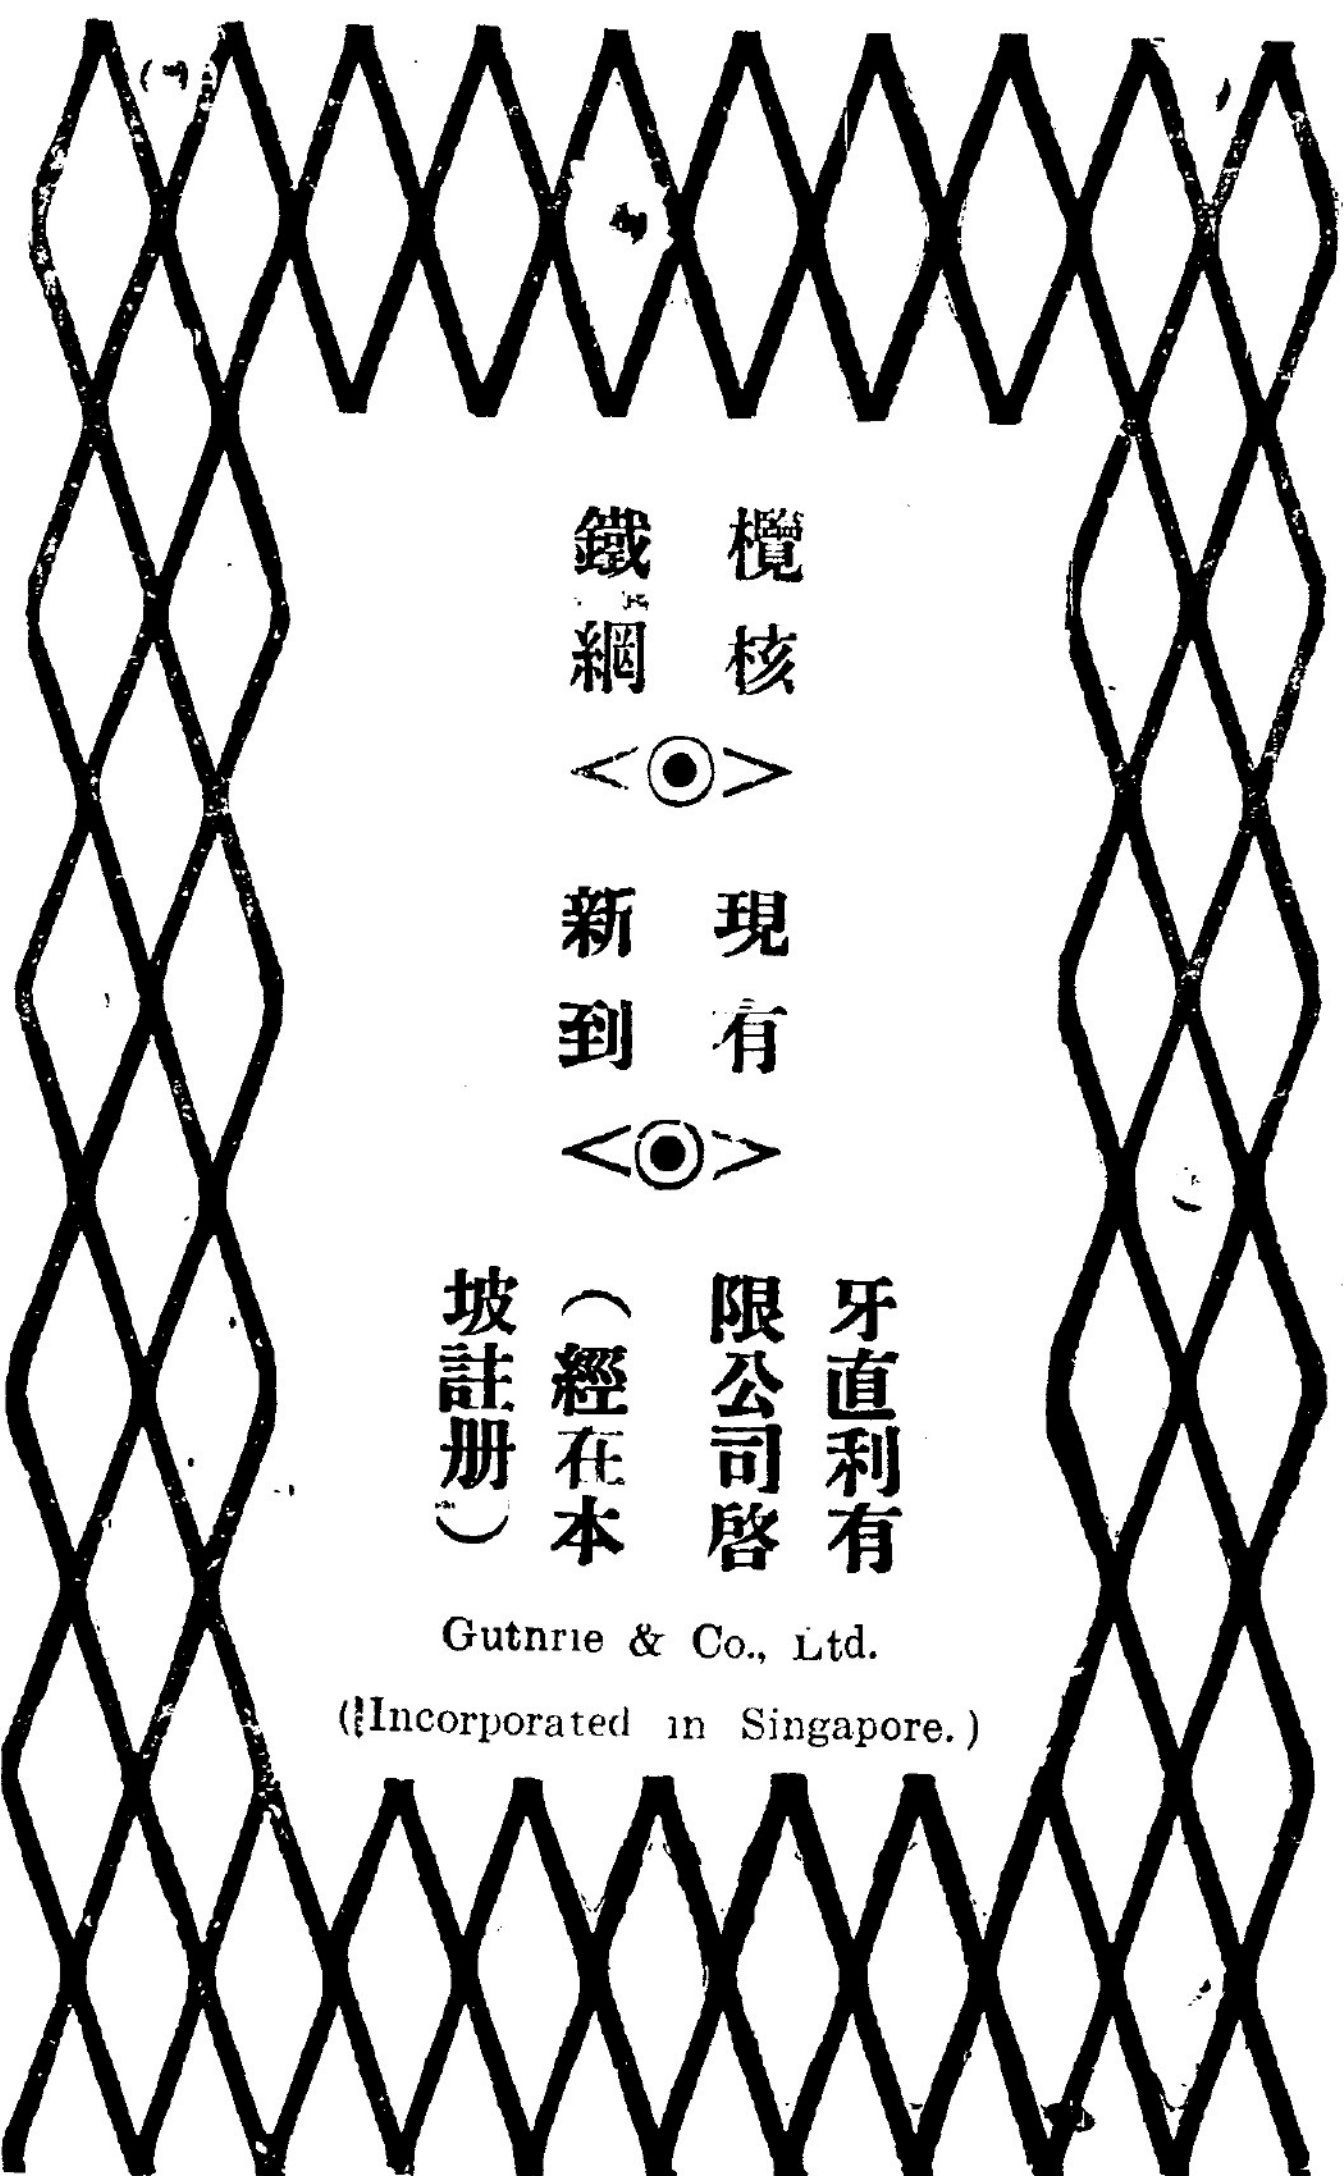 欖核
鐵網
現有
新到
牙直利有
限公司啓
(經在本
坡註册)
Guthrie & Co., Ltd.
(Incorporated in Singapore.)